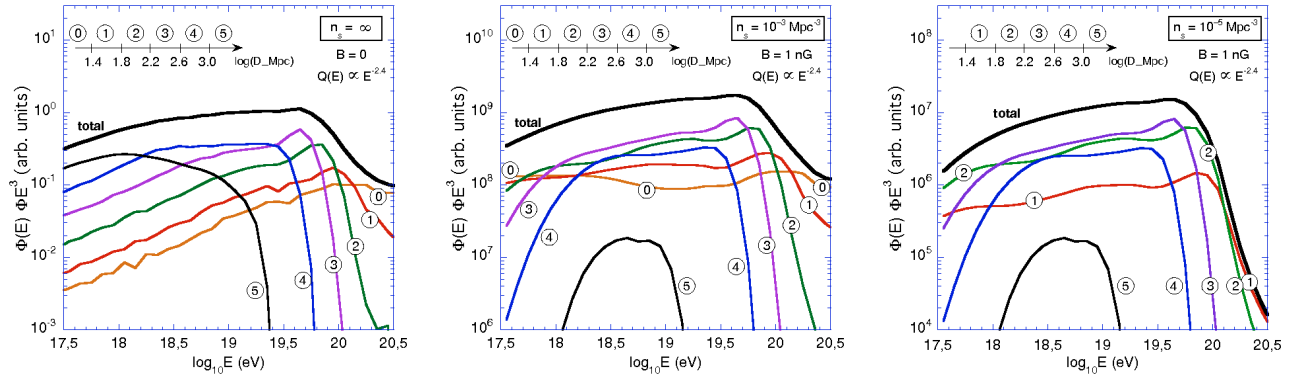 10^1
⓪ ① ② ③ ④ ⑤
n_s = ∞
1.4 1.8 2.2 2.6 3.0 log(D_Mpc)
B = 0
Q(E) ∝ E^-2.4
10^0
total
10^-1
10^-2
10^-3
⓪
①
②
③
④
⑤
Φ(E) ΦE^3 (arb. units)
17,5 18 18,5 19 19,5 20 20,5
log_10E (eV)
10^10
⓪ ① ② ③ ④ ⑤
n_s = 10^-3 Mpc^-3
1.4 1.8 2.2 2.6 3.0 log(D_Mpc)
B = 1 nG
Q(E) ∝ E^-2.4
10^9
total
10^8
10^7
10^6
⓪
⓪
⓪
①
②
③
③
④
④
⑤
Φ(E) ΦE^3 (arb. units)
17,5 18 18,5 19 19,5 20 20,5
log_10E (eV)
10^8
① ② ③ ④ ⑤
n_s = 10^-5 Mpc^-3
1.4 1.8 2.2 2.6 3.0 log(D_Mpc)
B = 1 nG
Q(E) ∝ E^-2.4
10^7
total
10^6
10^5
10^4
②
②
①
⑤
④
③
②
①
Φ(E) ΦE^3 (arb. units)
17,5 18 18,5 19 19,5 20 20,5
log_10E (eV)